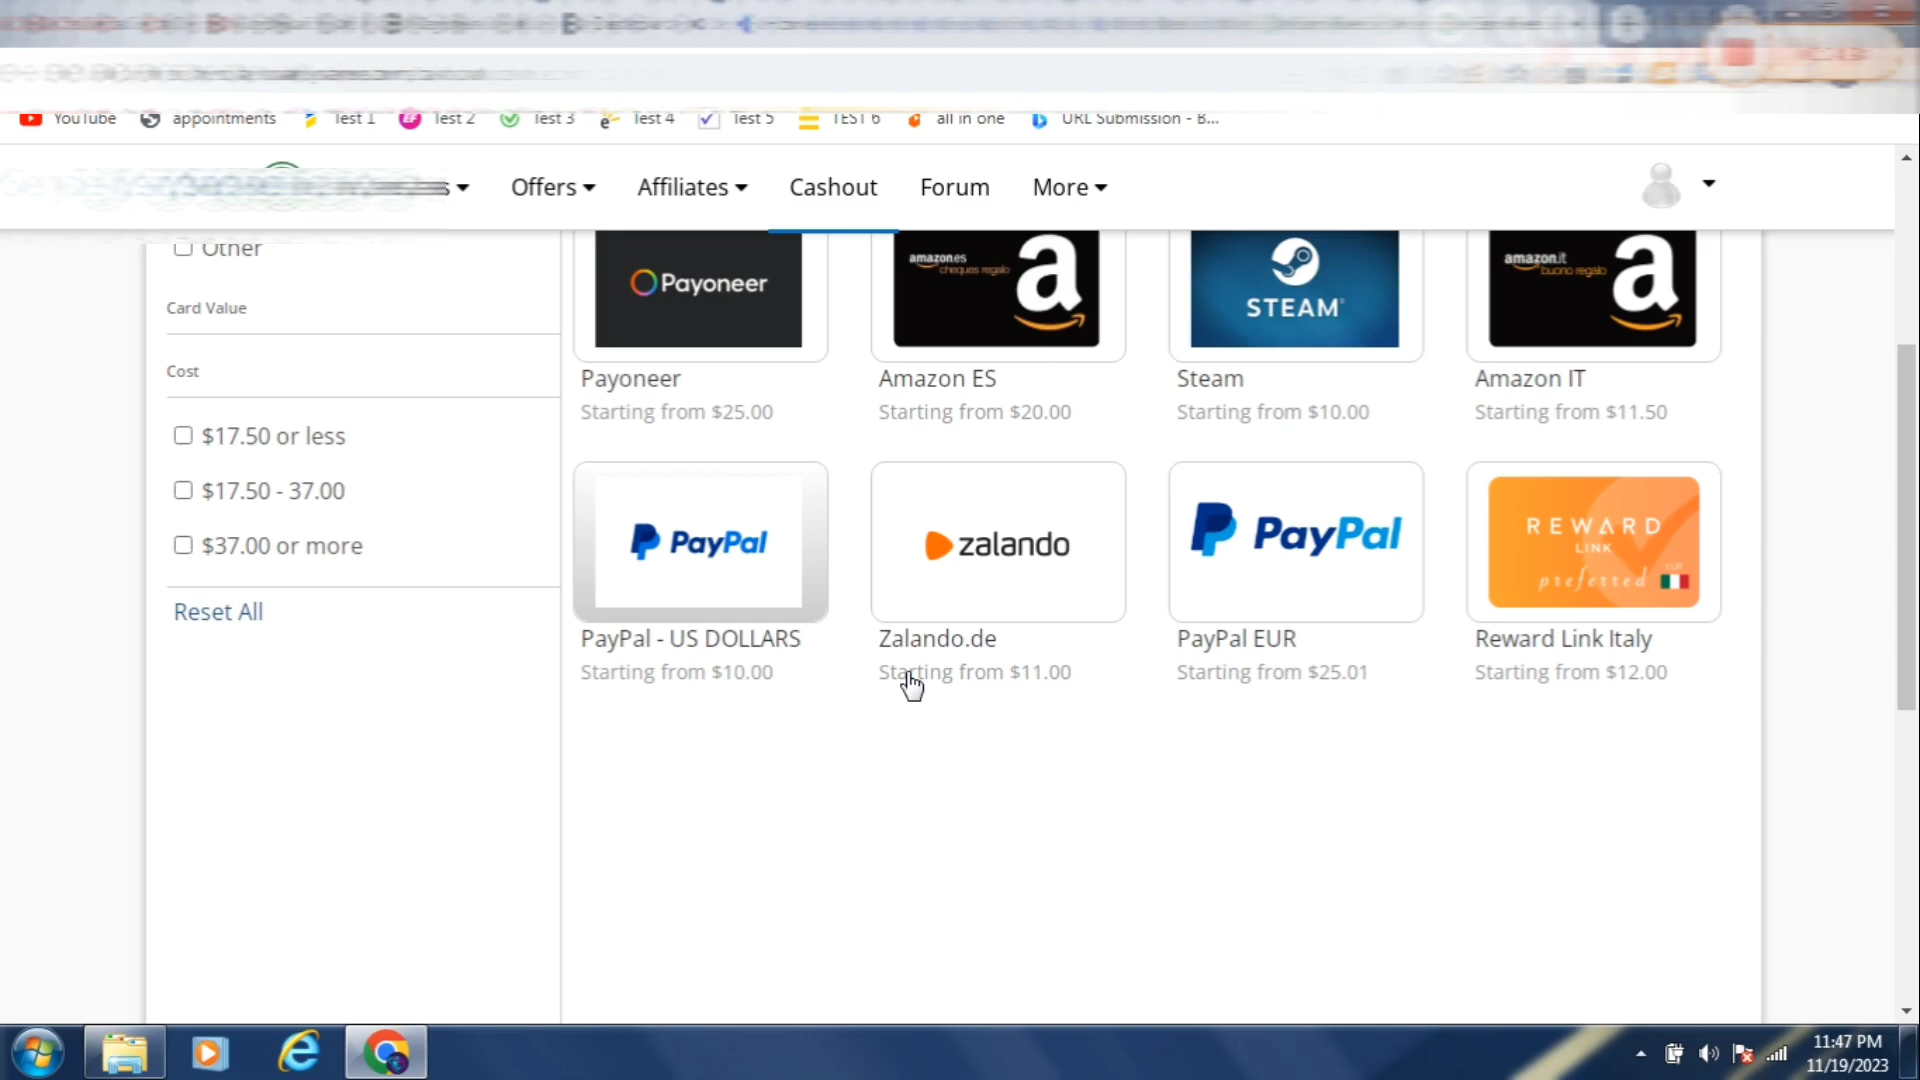 YouTube appointments Test 1 Test 2 Test 3 Test 4 Test 5 TEST 6 all in one URL Submission - B...
Offers Affiliates Cashout Forum More
Other
Card Value
Cost
$17.50 or less
$17.50 - 37.00
$37.00 or more
Reset All
Payoneer
amazon.es
cheques regalo
STEAM
amazon.it
buono regalo
Payoneer Amazon ES Steam Amazon IT
Starting from $25.00 Starting from $20.00 Starting from $10.00 Starting from $11.50
PayPal zalando PayPal
REWARD
LINK
preferred
EUR
PayPal - US DOLLARS Zalando.de PayPal EUR Reward Link Italy
Starting from $10.00 Starting from $11.00 Starting from $25.01 Starting from $12.00
11:47 PM
11/19/2023